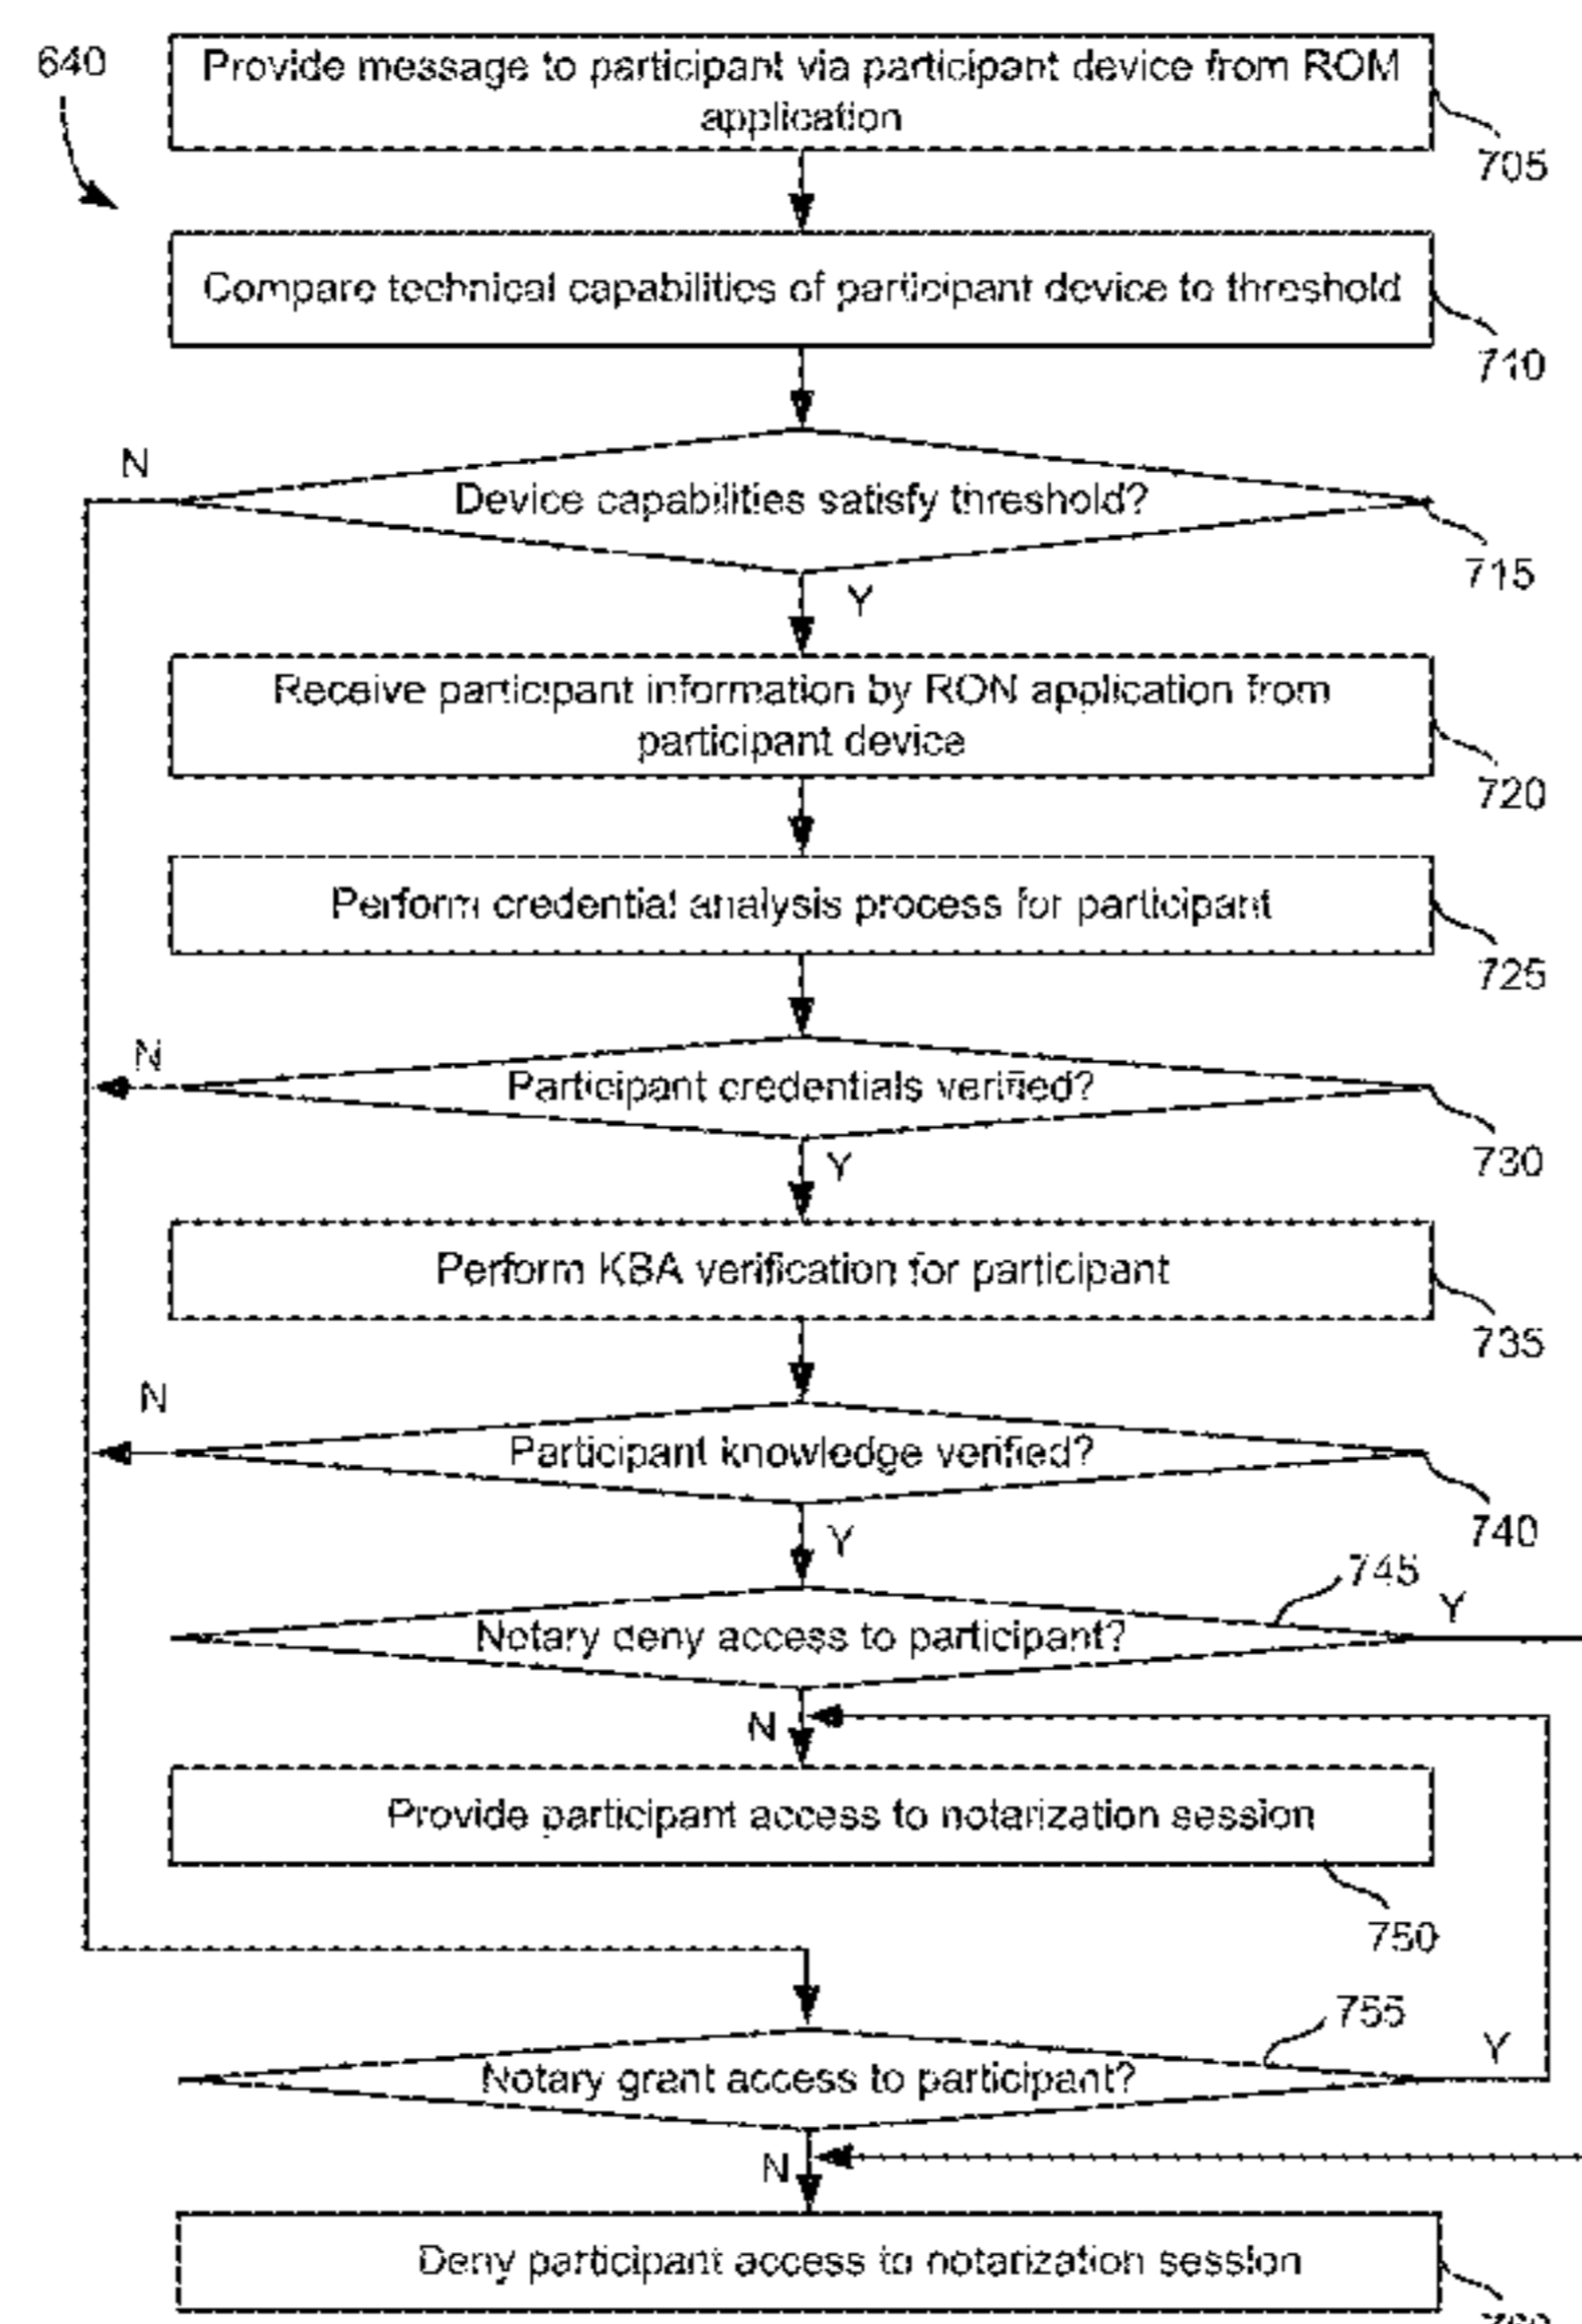 640
Provide message to participant via participant device from ROM
application
705
Compare technical capabilities of participant device to threshold
710
N
Device capabilities satisfy threshold?
715
Y
Receive participant information by RON application from
participant device
720
Perform credential analysis process for participant
725
N
Participant credentials verified?
730
Y
Perform KBA verification for participant
735
N
Participant knowledge verified?
740
Y
745
Y
Notary deny access to participant?
N
Provide participant access to notarization session
750
755
Y
Notary grant access to participant?
N
Deny participant access to notarization session